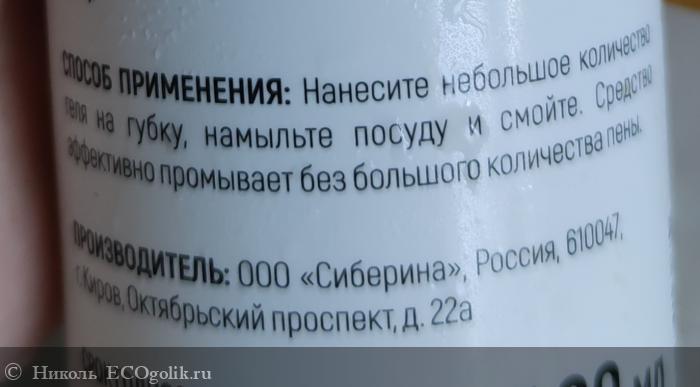 СПОСОБ ПРИМЕНЕНИЯ: Нанесите небольшое количество
геля на губку, намыльте посуду и смойте. Средство
эффективно промывает без большого количества пены.
ПРОИЗВОДИТЕЛЬ: ООО «Сиберина», Россия, 610047,
г.Киров, Октябрьский проспект, д. 22а
мл
© Николь ECOgolik.ru